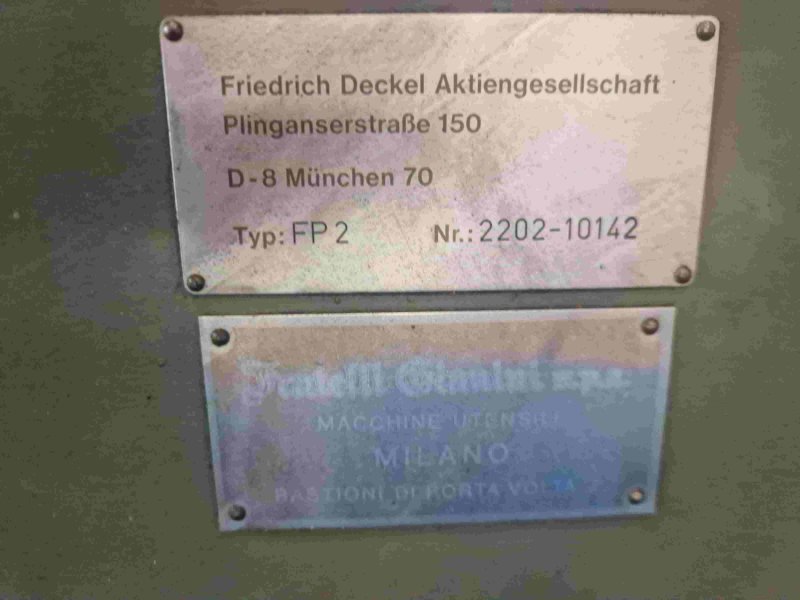 Friedrich Deckel Aktiengesellschaft
Plinganserstraße 150
D-8 München 70
Typ: FP 2 Nr.: 2202-10142
Fratelli s.p.a.
MACCHINE UTENSILI
MILANO
BASTIONI DI PORTA VOLTA